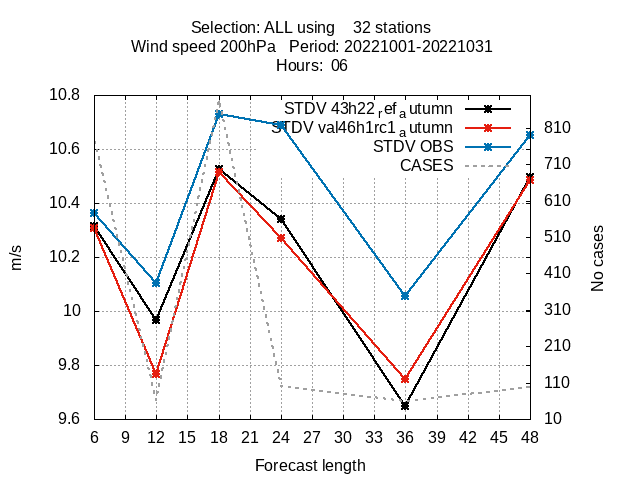 Selection: ALL using    32 stations
Wind speed 200hPa   Period: 20221001-20221031
Hours:  06
10.8
10.6
10.4
10.2
10
9.8
9.6
m/s
STDV 43h22refautumn
STDV val46h1rc1autumn
STDV OBS
CASES
810
710
610
510
410
310
210
110
10
No cases
6 9 12 15 18 21 24 27 30 33 36 39 42 45 48
Forecast length